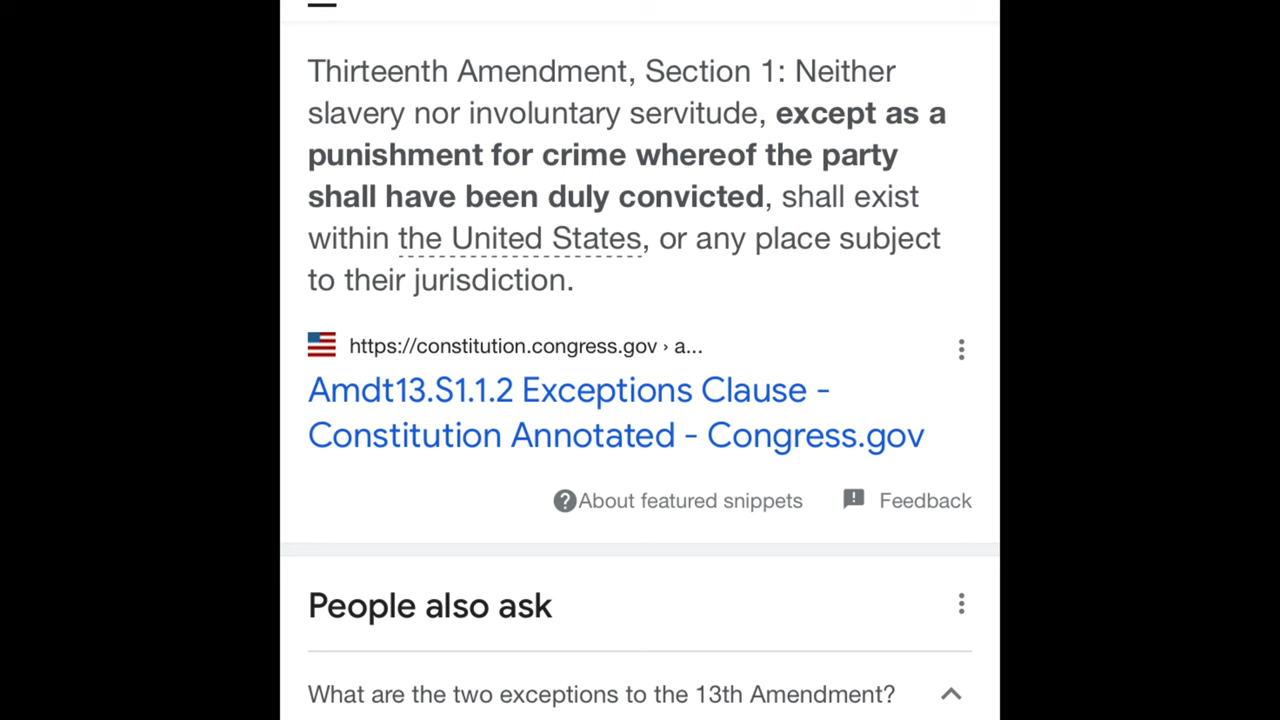 Thirteenth Amendment, Section 1: Neither
slavery nor involuntary servitude, except as a
punishment for crime whereof the party
shall have been duly convicted, shall exist
within the United States, or any place subject
to their jurisdiction.
https://constitution.congress.gov › a...
Amdt13.S1.1.2 Exceptions Clause -
Constitution Annotated - Congress.gov
About featured snippets Feedback
People also ask
What are the two exceptions to the 13th Amendment?